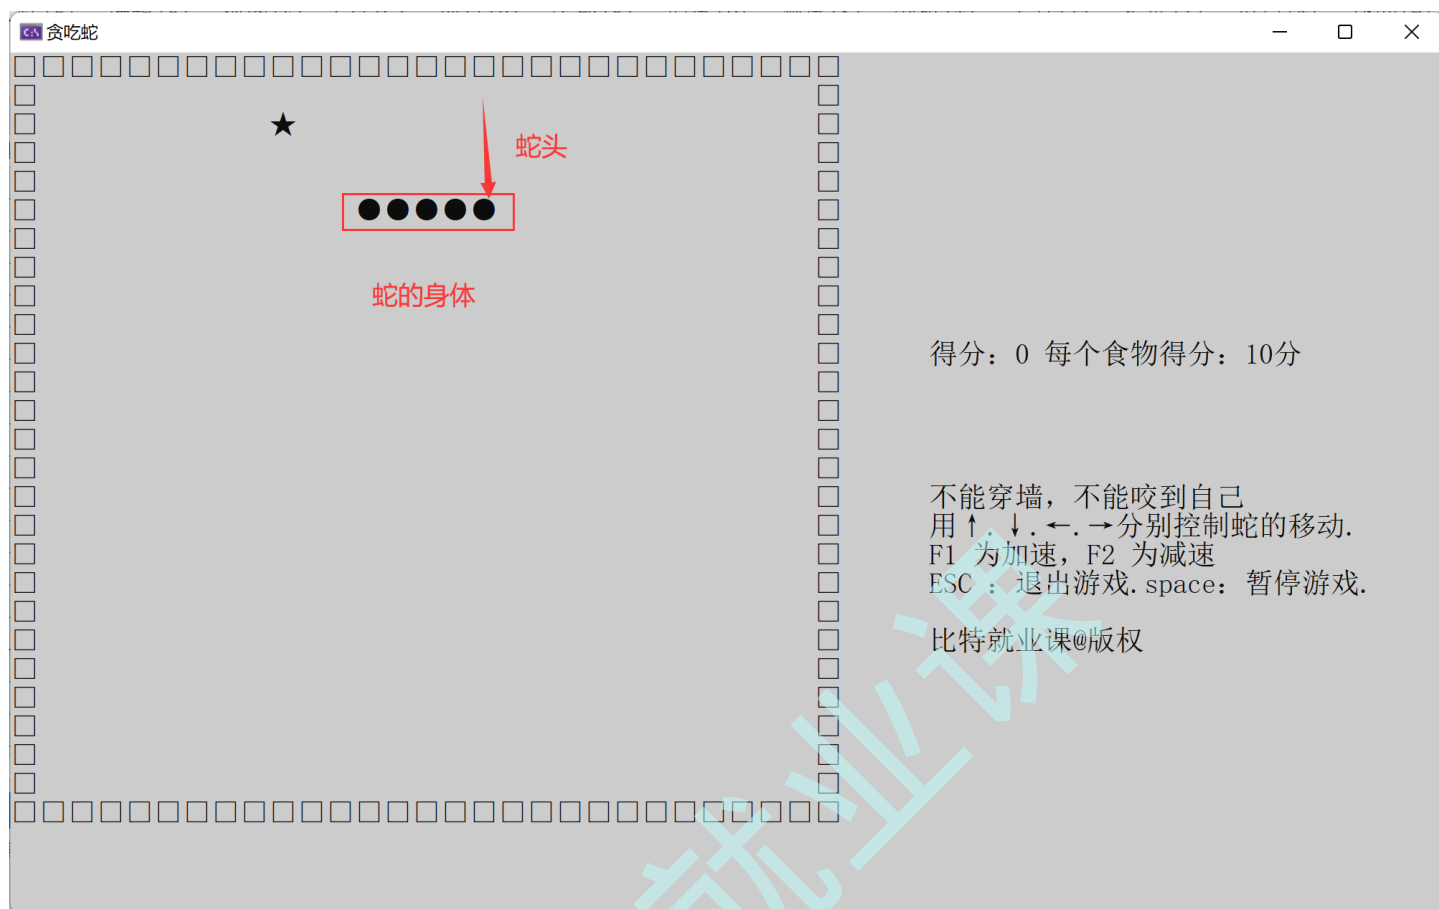 贪吃蛇
蛇头
蛇的身体
得分：0 每个食物得分：10分
不能穿墙，不能咬到自己
用↑.↓.←.→分别控制蛇的移动.
F1 为加速，F2 为减速
ESC ：退出游戏.space：暂停游戏.
比特就业课@版权
就业课